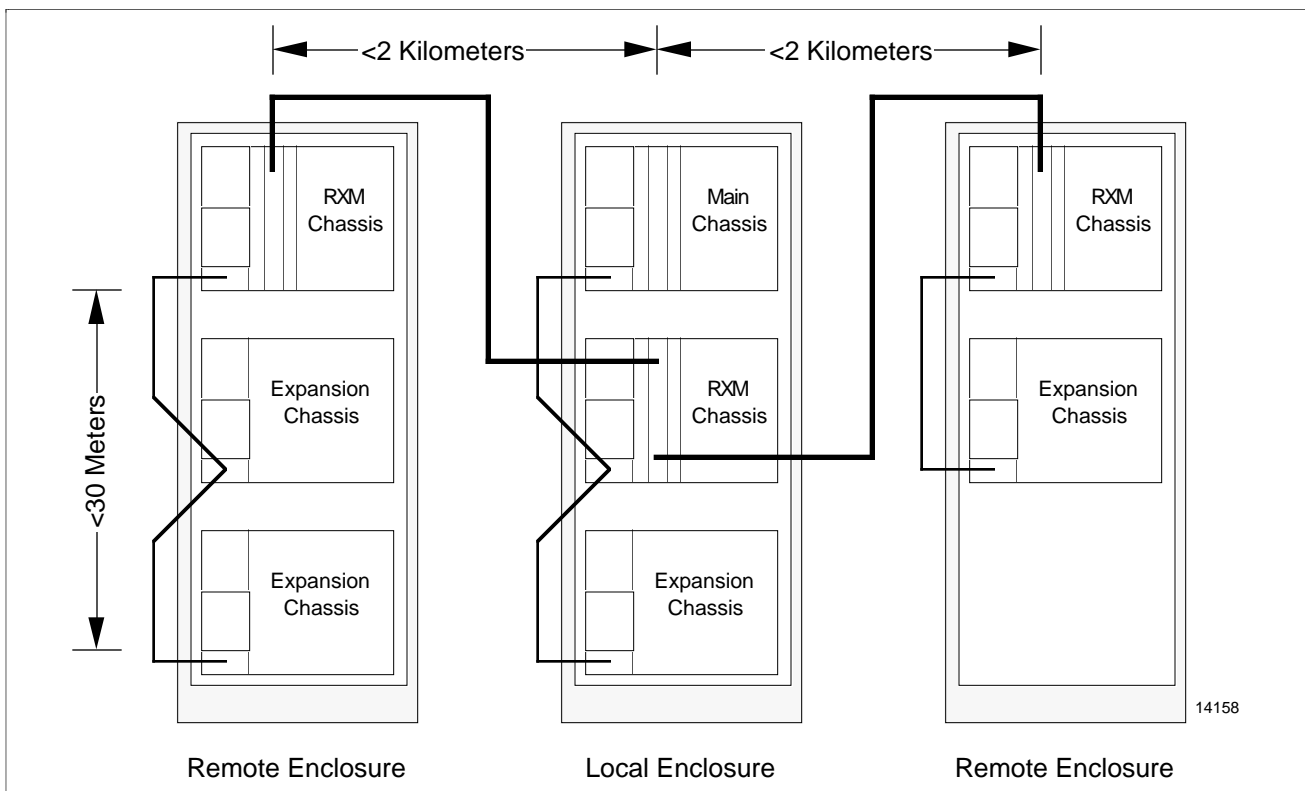 <2 Kilometers
<2 Kilometers
RXM
Chassis
Main
Chassis
RXM
Chassis
<30 Meters
Expansion
Chassis
RXM
Chassis
Expansion
Chassis
Expansion
Chassis
Expansion
Chassis
14158
Remote Enclosure
Local Enclosure
Remote Enclosure